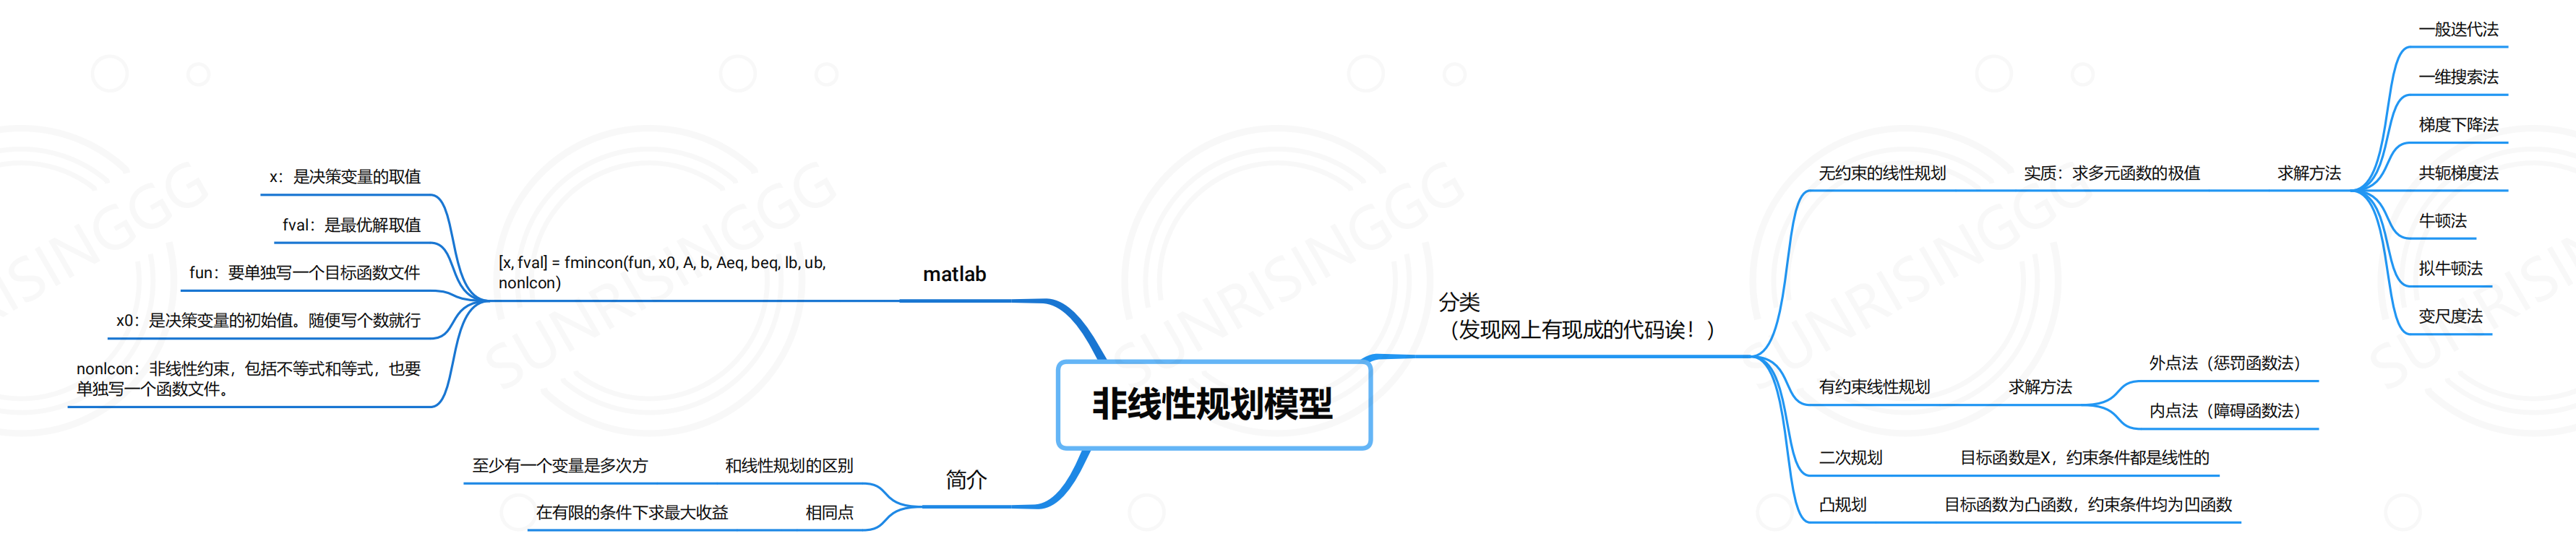 非线性规划模型
matlab
[x, fval] = fmincon(fun, x0, A, b, Aeq, beq, lb, ub,
nonlcon)
x：是决策变量的取值
fval：是最优解取值
fun：要单独写一个目标函数文件
x0：是决策变量的初始值。随便写个数就行
nonlcon：非线性约束，包括不等式和等式，也要
单独写一个函数文件。
简介
和线性规划的区别
至少有一个变量是多次方
相同点
在有限的条件下求最大收益
分类
（发现网上有现成的代码诶！）
无约束的线性规划
实质：求多元函数的极值
求解方法
一般迭代法
一维搜索法
梯度下降法
共轭梯度法
牛顿法
拟牛顿法
变尺度法
有约束线性规划
求解方法
外点法（惩罚函数法）
内点法（障碍函数法）
二次规划
目标函数是X，约束条件都是线性的
凸规划
目标函数为凸函数，约束条件均为凹函数
SUNRISINGGG
SUNRISINGGG
SUNRISINGGG
SUNRISINGGG